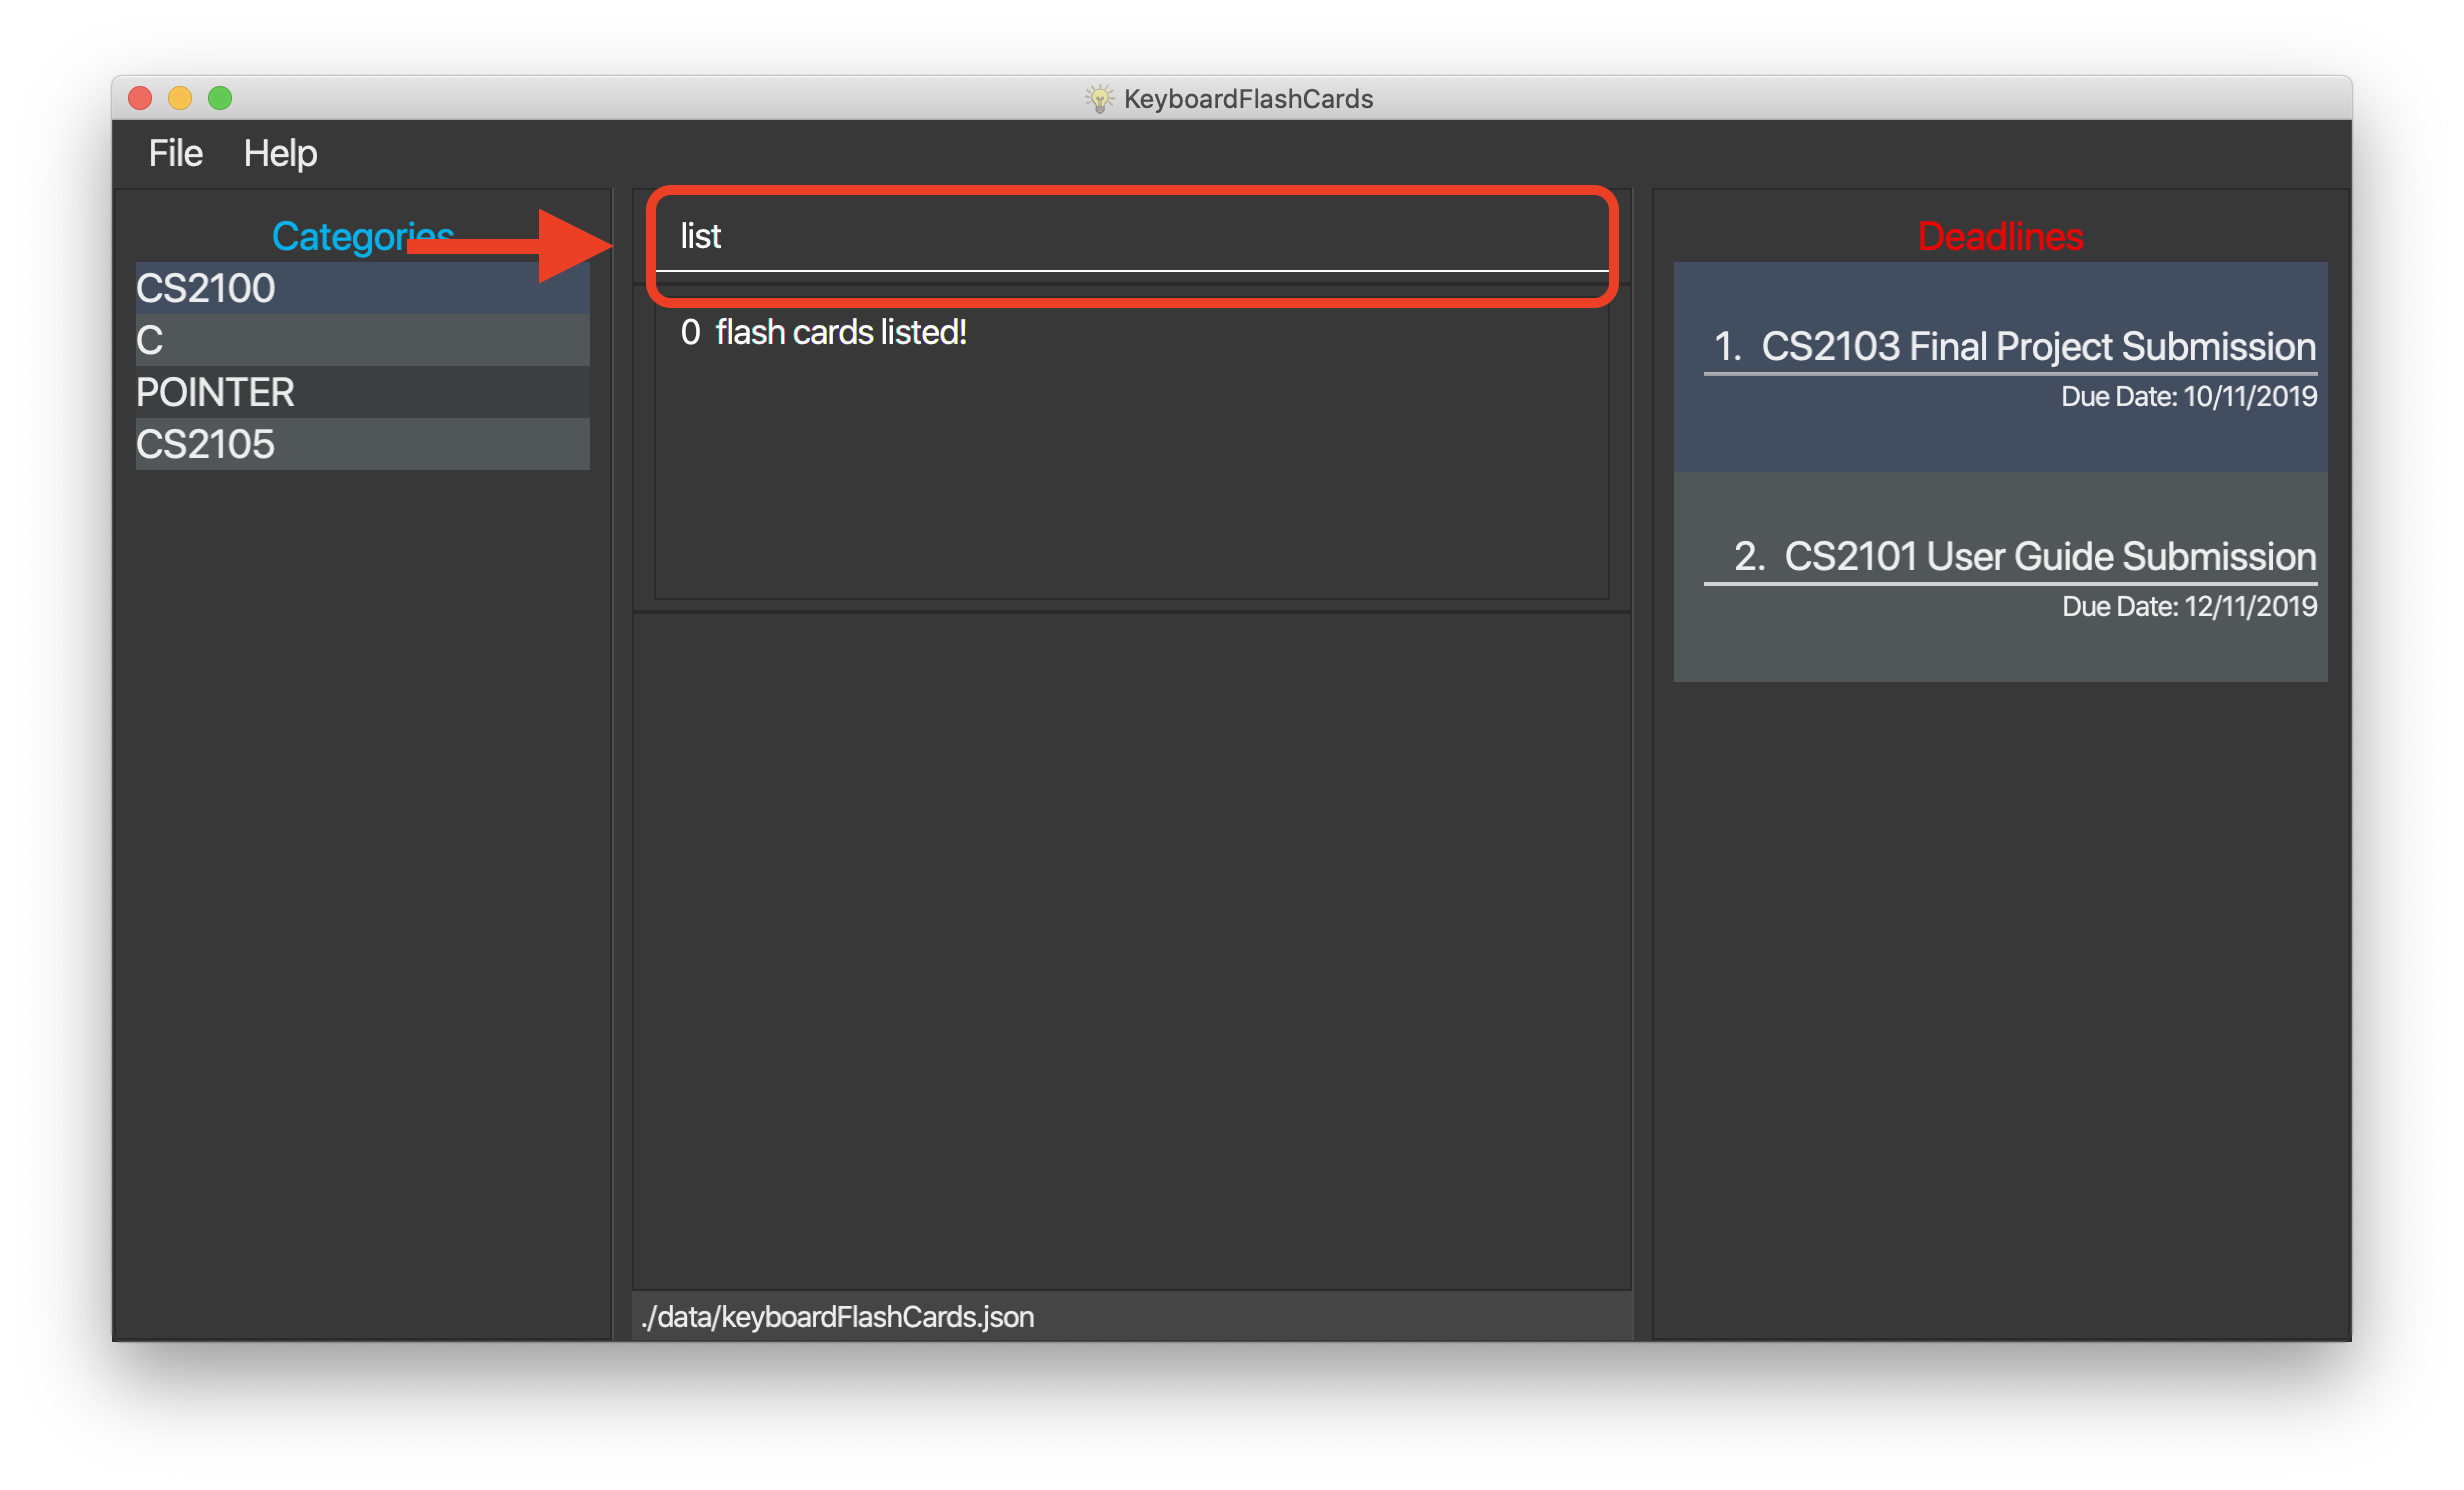 KeyboardFlashCards
File Help
Categories
CS2100
C
POINTER
CS2105
list
0 flash cards listed!
./data/keyboardFlashCards.json
Deadlines
1. CS2103 Final Project Submission
Due Date: 10/11/2019
2. CS2101 User Guide Submission
Due Date: 12/11/2019